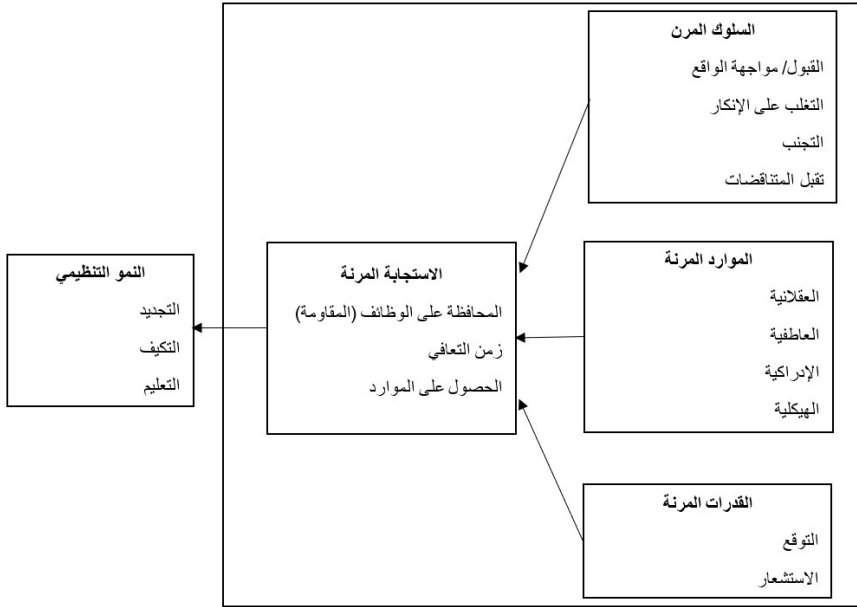 السلوك المرن
القبول/ مواجهة الواقع
التغلب على الإنكار
التجنب
تقبل المتناقضات
الموارد المرنة
العقلانية
العاطفية
الإدراكية
الهيكلية
القدرات المرنة
التوقع
الاستشعار
الاستجابة المرنة
المحافظة على الوظائف (المقاومة)
زمن التعافي
الحصول على الموارد
النمو التنظيمي
التجديد
التكيف
التعليم